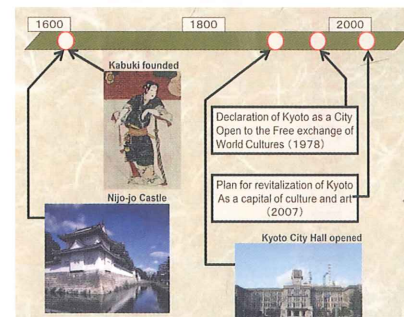 1600
1800
2000
Kabuki founded
Declaration of Kyoto as a City
Open to the Free exchange of
World Cultures (1978)
Plan for revitalization of Kyoto
As a capital of culture and art
(2007)
Nijo-jo Castle
Kyoto City Hall opened